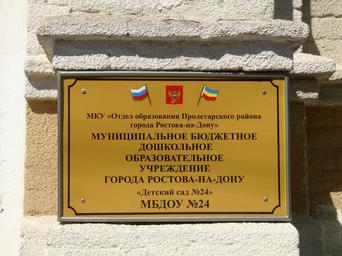 МКУ «Отдел образования Пролетарского района
города Ростова-на-Дону»
МУНИЦИПАЛЬНОЕ БЮДЖЕТНОЕ
ДОШКОЛЬНОЕ
ОБРАЗОВАТЕЛЬНОЕ
УЧРЕЖДЕНИЕ
ГОРОДА РОСТОВА-НА-ДОНУ
«Детский сад №24»
МБДОУ №24